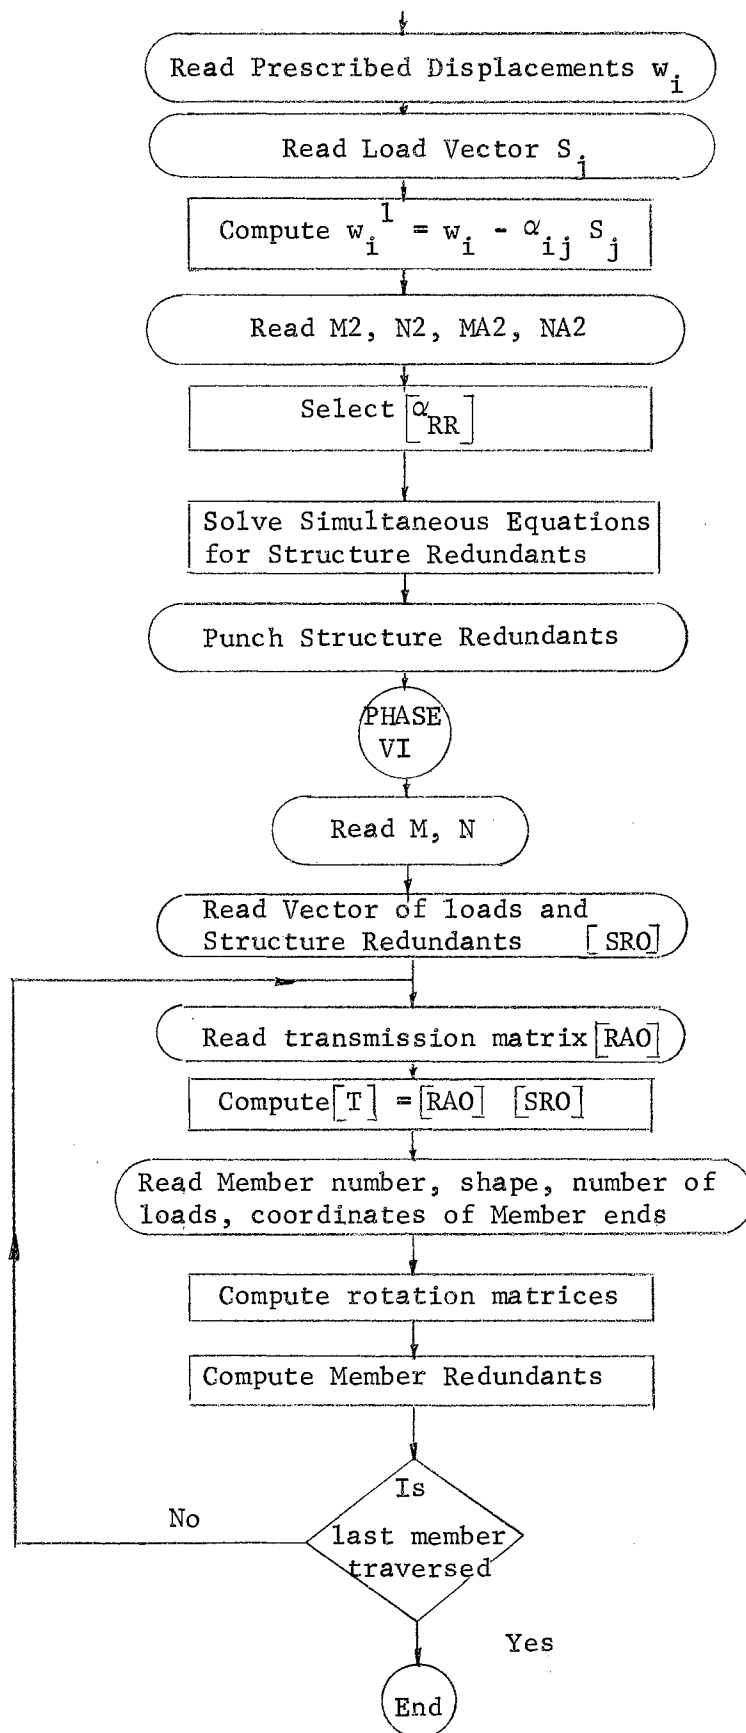 Read Prescribed Displacements w_i
Read Load Vector S_j
Compute w_i^1 = w_i - α_ij S_j
Read M2, N2, MA2, NA2
Select [α_RR]
Solve Simultaneous Equations
for Structure Redundants
Punch Structure Redundants
PHASE
VI
Read M, N
Read Vector of loads and
Structure Redundants [SRO]
Read transmission matrix [RAO]
Compute [T] = [RAO] [SRO]
Read Member number, shape, number of
loads, coordinates of Member ends
Compute rotation matrices
Compute Member Redundants
Is
last member
traversed
No
Yes
End